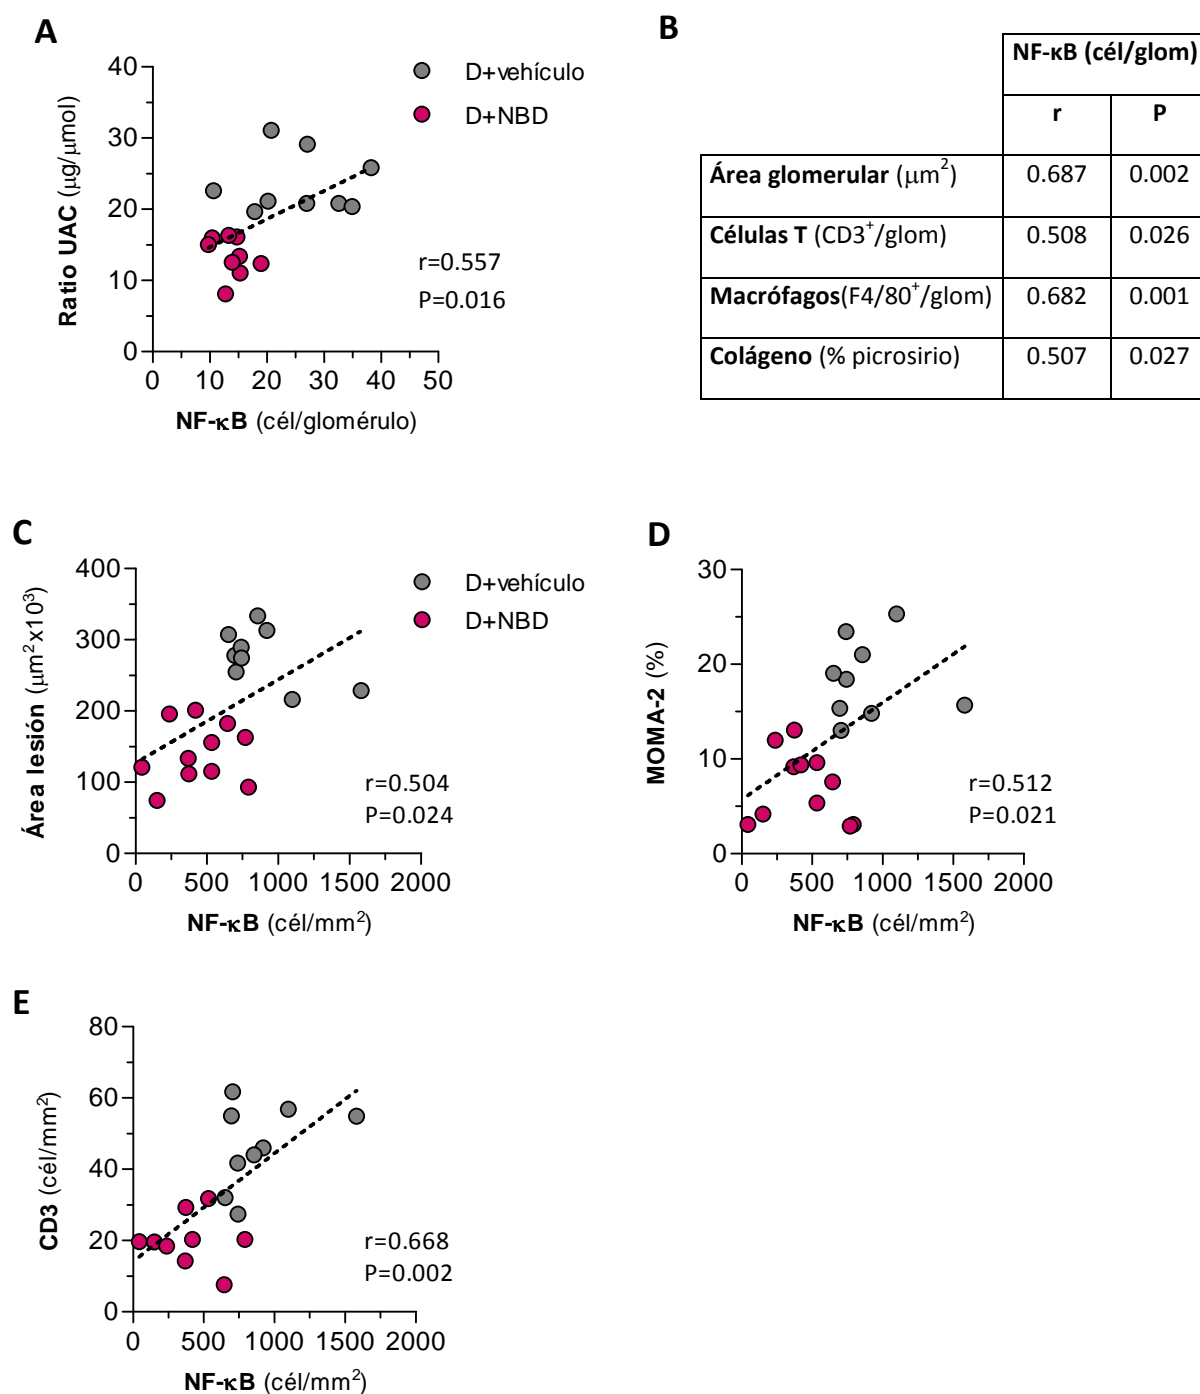 A
40
30
20
10
0
Ratio UAC (μg/μmol)
D+vehículo
D+NBD
r=0.557
P=0.016
0 10 20 30 40 50
NF-κB (cél/glomérulo)
B
NF-κB (cél/glom)
r P
Área glomerular (μm²) 0.687 0.002
Células T (CD3⁺/glom) 0.508 0.026
Macrófagos(F4/80⁺/glom) 0.682 0.001
Colágeno (% picrosirio) 0.507 0.027
C
400
300
200
100
0
Área lesión (μm²x10³)
D+vehículo
D+NBD
r=0.504
P=0.024
0 500 1000 1500 2000
NF-κB (cél/mm²)
D
30
20
10
0
MOMA-2 (%)
r=0.512
P=0.021
0 500 1000 1500 2000
NF-κB (cél/mm²)
E
80
60
40
20
0
CD3 (cél/mm²)
r=0.668
P=0.002
0 500 1000 1500 2000
NF-κB (cél/mm²)